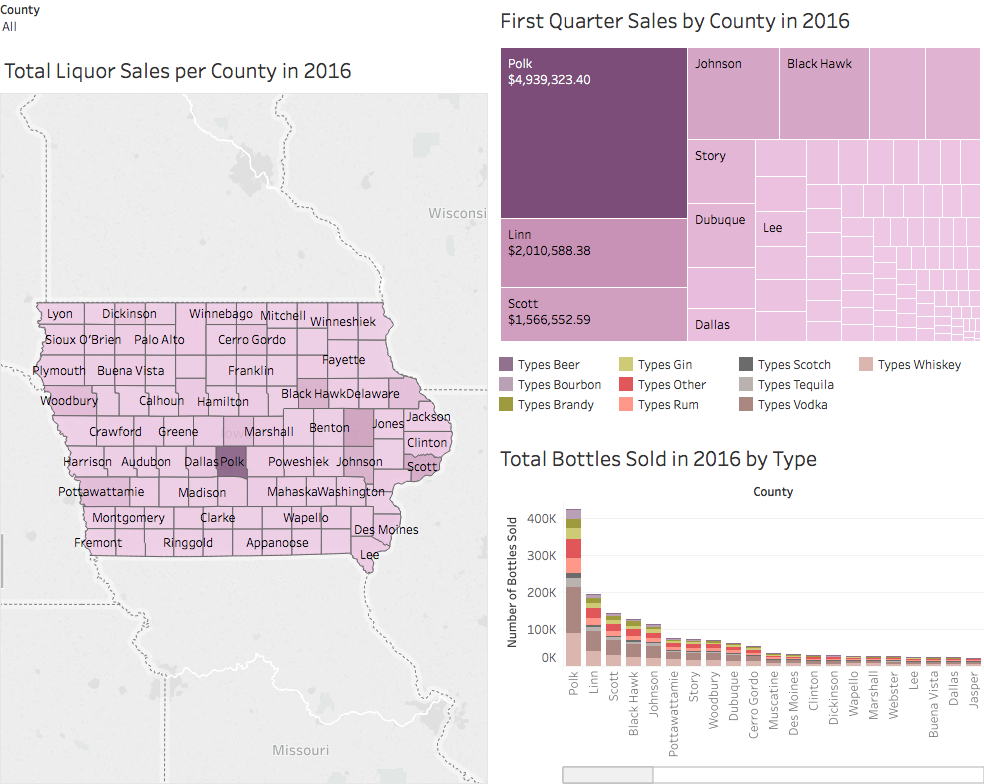 County
All
Total Liquor Sales per County in 2016
Wisconsi
Lyon Dickinson Winnebago Mitchell Winneshiek
Sioux O'Brien Palo Alto Cerro Gordo
Plymouth Buena Vista Franklin Fayette
Woodbury Calhoun Hamilton Black Hawk Delaware
Crawford Greene Marshall Benton Jones Jackson
Clinton
Harrison Audubon Dallas Polk Poweshiek Johnson Scott
Pottawattamie Madison Mahaska Washington
Montgomery Clarke Wapello Des Moines
Fremont Ringgold Appanoose Lee
Missouri
First Quarter Sales by County in 2016
Polk
$4,939,323.40
Johnson
Black Hawk
Story
Linn
$2,010,588.38
Dubuque
Lee
Scott
$1,566,552.59
Dallas
Types Beer Types Gin Types Scotch Types Whiskey
Types Bourbon Types Other Types Tequila
Types Brandy Types Rum Types Vodka
Total Bottles Sold in 2016 by Type
County
Number of Bottles Sold
400K
300K
200K
100K
0K
Polk
Linn
Scott
Black Hawk
Johnson
Pottawattamie
Story
Woodbury
Dubuque
Cerro Gordo
Muscatine
Des Moines
Clinton
Dickinson
Wapello
Marshall
Webster
Lee
Buena Vista
Dallas
Jasper